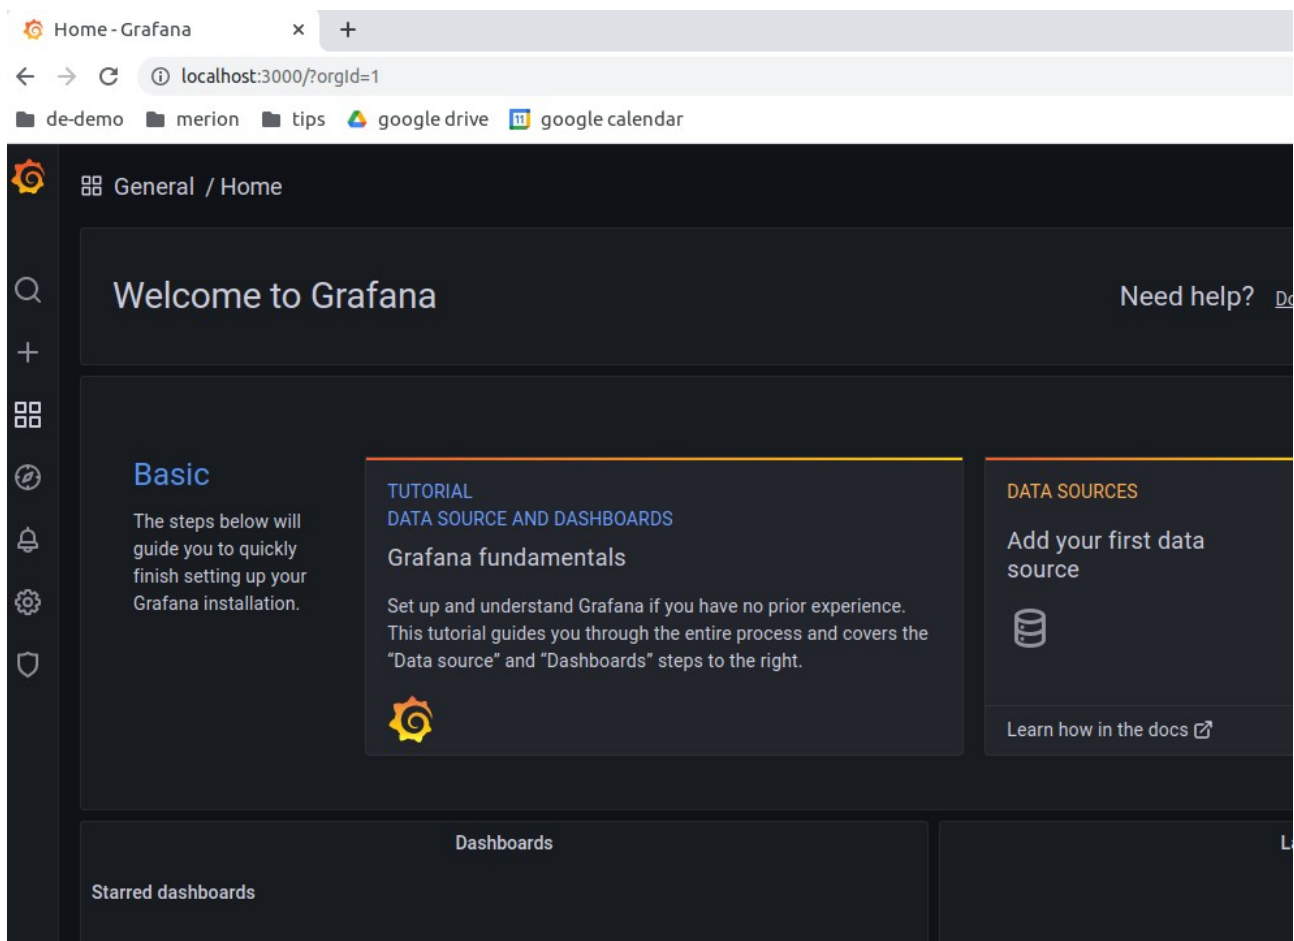 Home - Grafana
localhost:3000/?orgId=1
de-demo merion tips google drive 11 google calendar
General / Home
Welcome to Grafana
Need help?
Basic
The steps below will
guide you to quickly
finish setting up your
Grafana installation.
TUTORIAL
DATA SOURCE AND DASHBOARDS
Grafana fundamentals
Set up and understand Grafana if you have no prior experience.
This tutorial guides you through the entire process and covers the
“Data source” and “Dashboards” steps to the right.
DATA SOURCES
Add your first data
source
Learn how in the docs
Dashboards
Starred dashboards